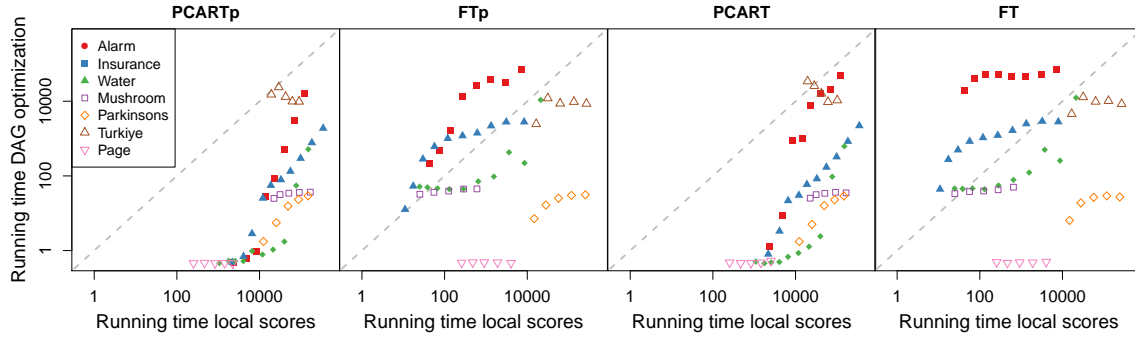 PCARTp FTp PCART FT
Running time DAG optimization
10000
100
1
Alarm
Insurance
Water
Mushroom
Parkinsons
Turkiye
Page
1 100 10000 1 100 10000 1 100 10000 1 100 10000
Running time local scores Running time local scores Running time local scores Running time local scores